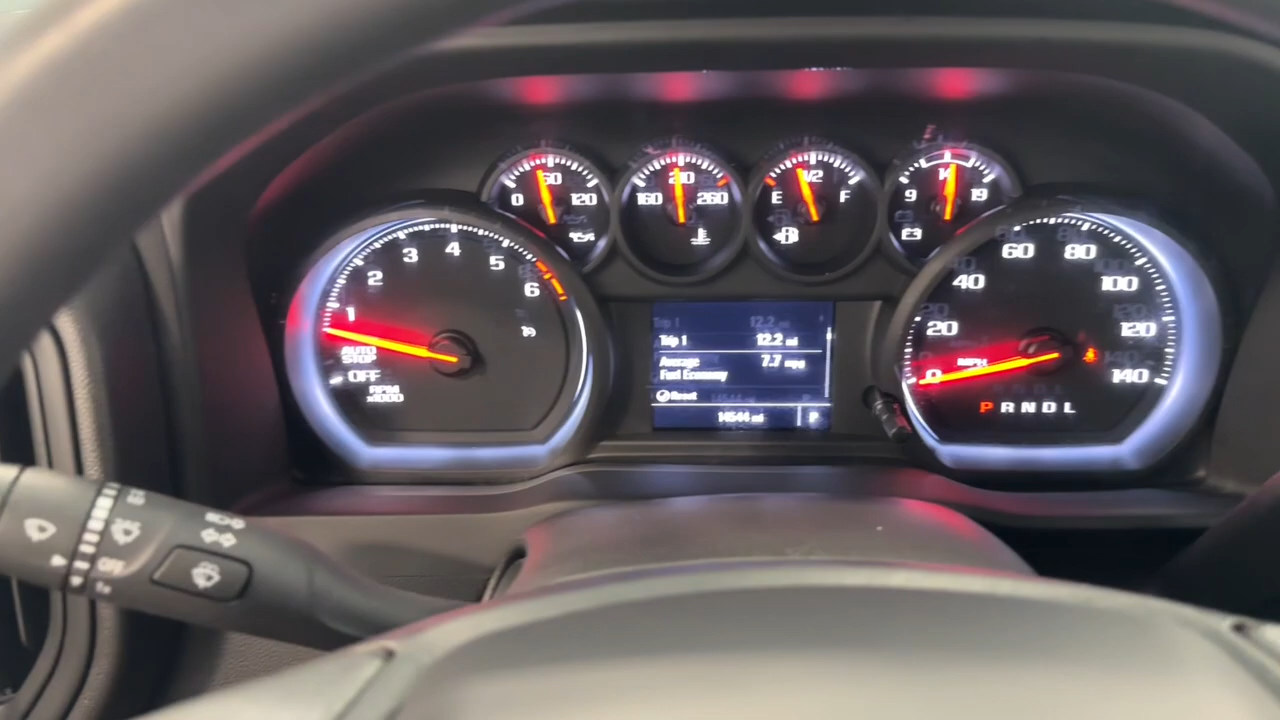 60
0 120
210
160 260
1/2
E F
14
9 19
1 2 3 4 5 6
AUTO
STOP
OFF
RPM
x1000
Trip 1 12.2 mi
Average 7.7 mpg
Fuel Economy
Reset
14544 mi P
0 20 40 60 80 100 120 140
MPH
P R N D L
OFF